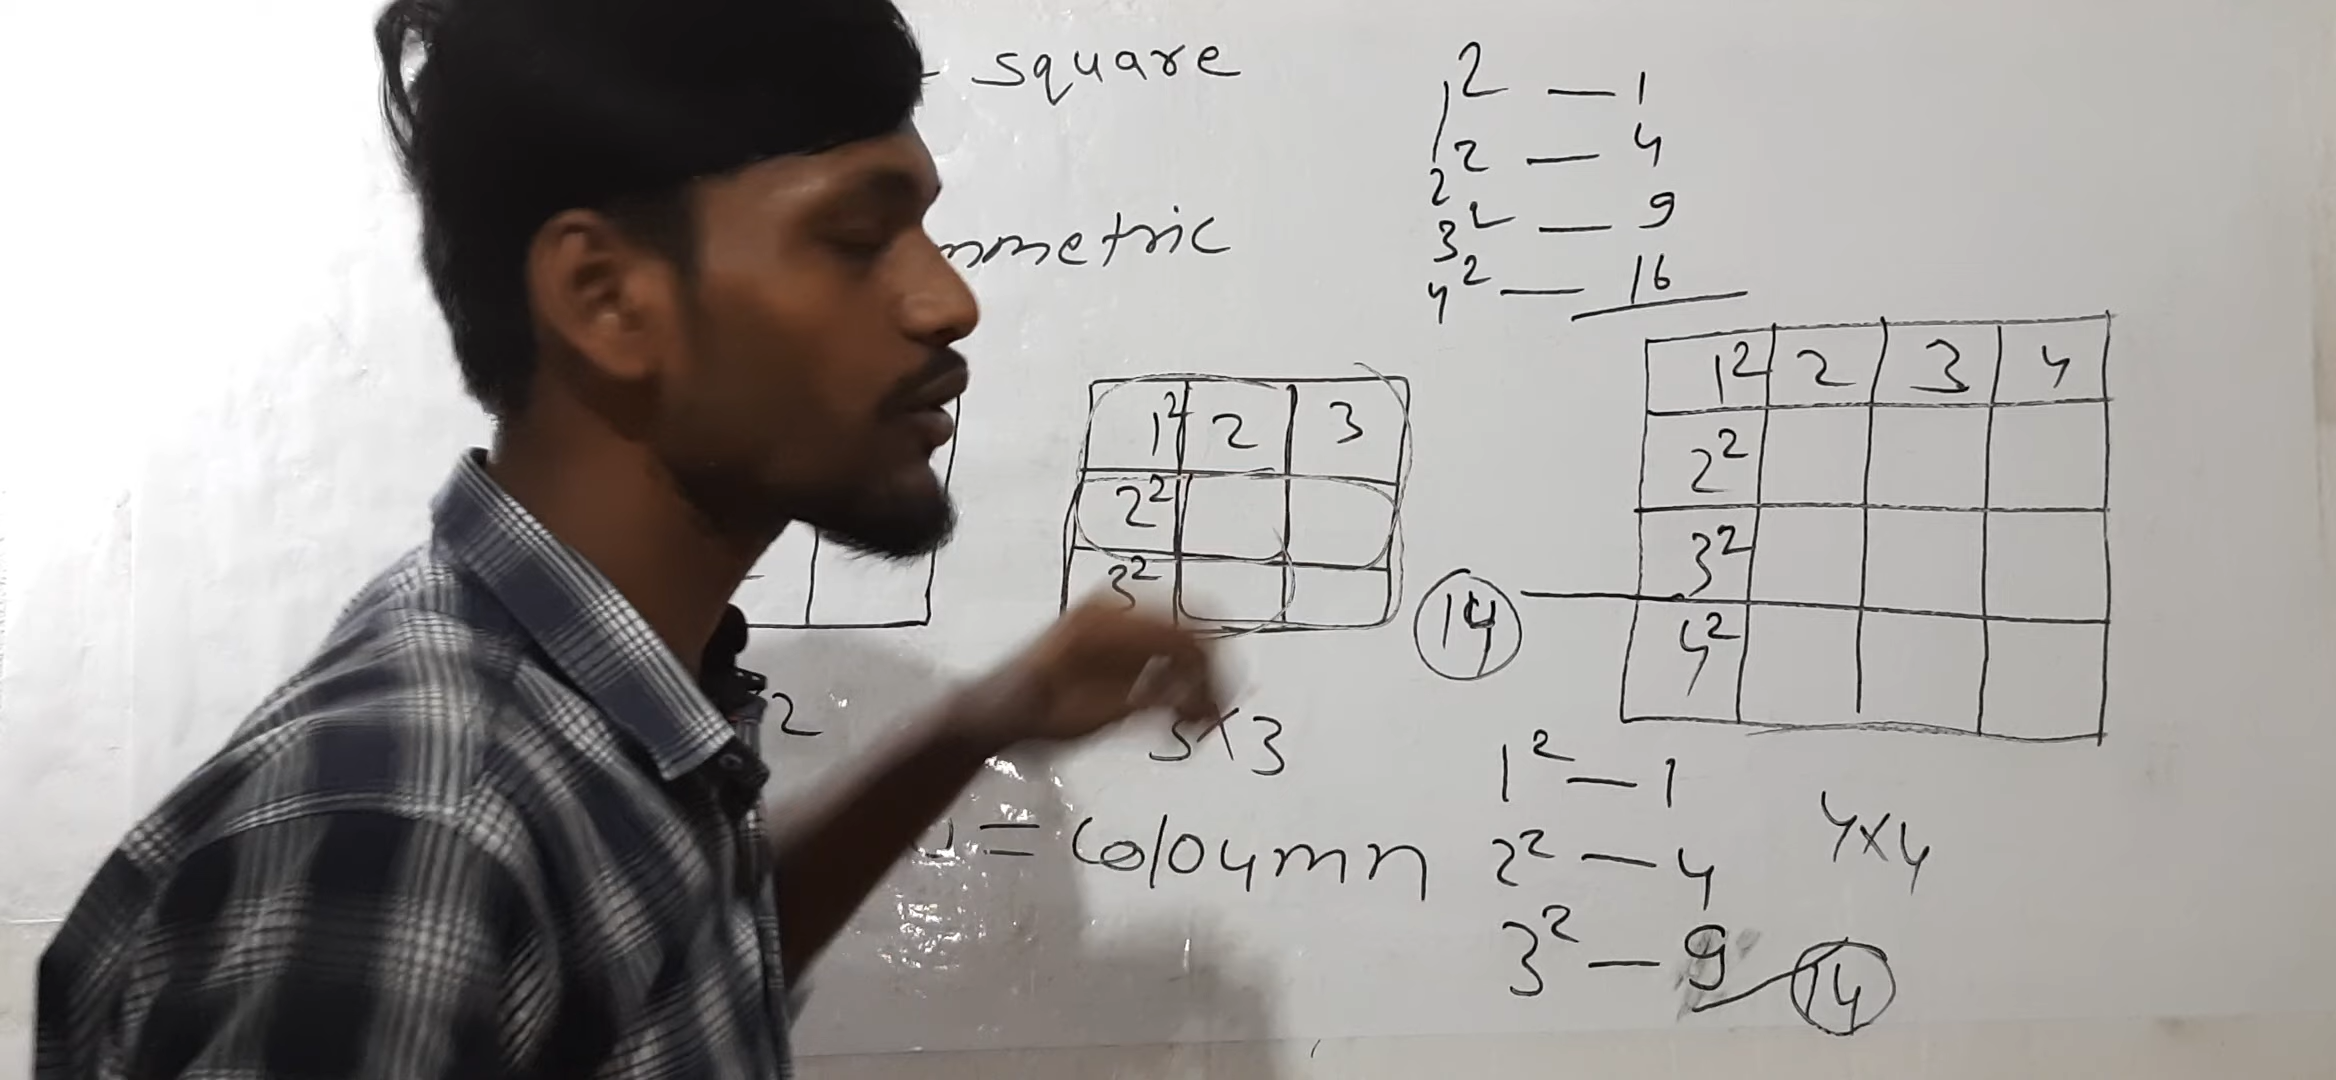 - square
mmetric
1² — 1
2² — 4
3² — 9
4² — 16
1² 2 3
2²
3²
3x3
1² 2 3 4
2²
3²
4²
14
2
= Coloumn
1² — 1
2² — 4
3² — 9
14
4x4